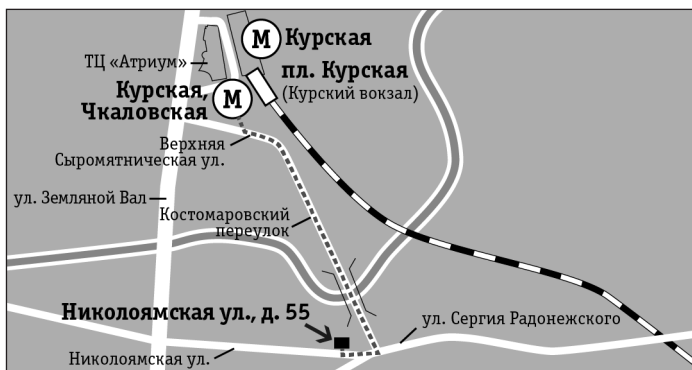 М Курская
ТЦ «Атриум»
пл. Курская
(Курский вокзал)
Курская,
Чкаловская
М
Верхняя
Сыромятническая ул.
ул. Земляной Вал
Костомаровский
переулок
Николоямская ул., д. 55
ул. Сергия Радонежского
Николоямская ул.